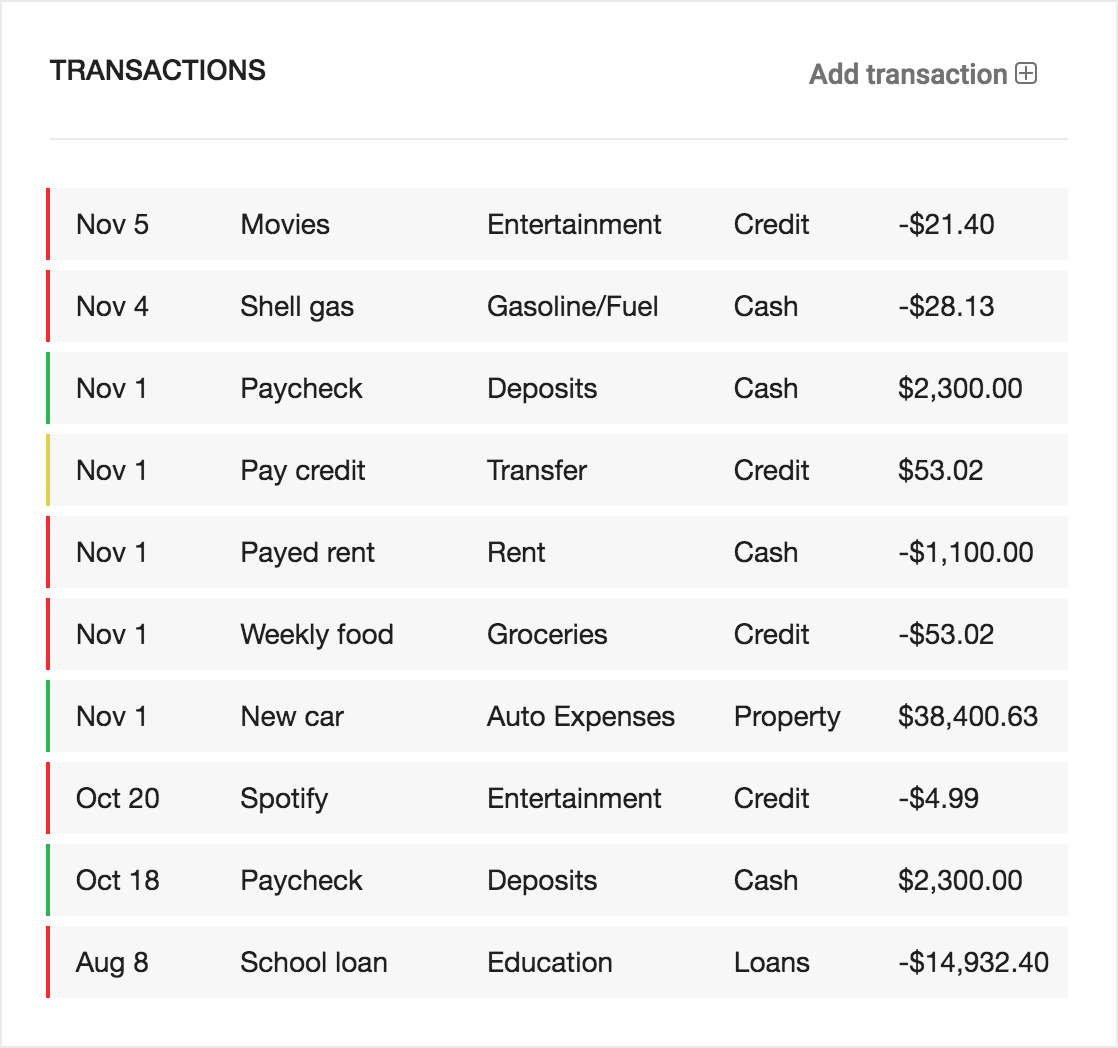 TRANSACTIONS Add transaction
Nov 5 Movies Entertainment Credit -$21.40
Nov 4 Shell gas Gasoline/Fuel Cash -$28.13
Nov 1 Paycheck Deposits Cash $2,300.00
Nov 1 Pay credit Transfer Credit $53.02
Nov 1 Payed rent Rent Cash -$1,100.00
Nov 1 Weekly food Groceries Credit -$53.02
Nov 1 New car Auto Expenses Property $38,400.63
Oct 20 Spotify Entertainment Credit -$4.99
Oct 18 Paycheck Deposits Cash $2,300.00
Aug 8 School loan Education Loans -$14,932.40